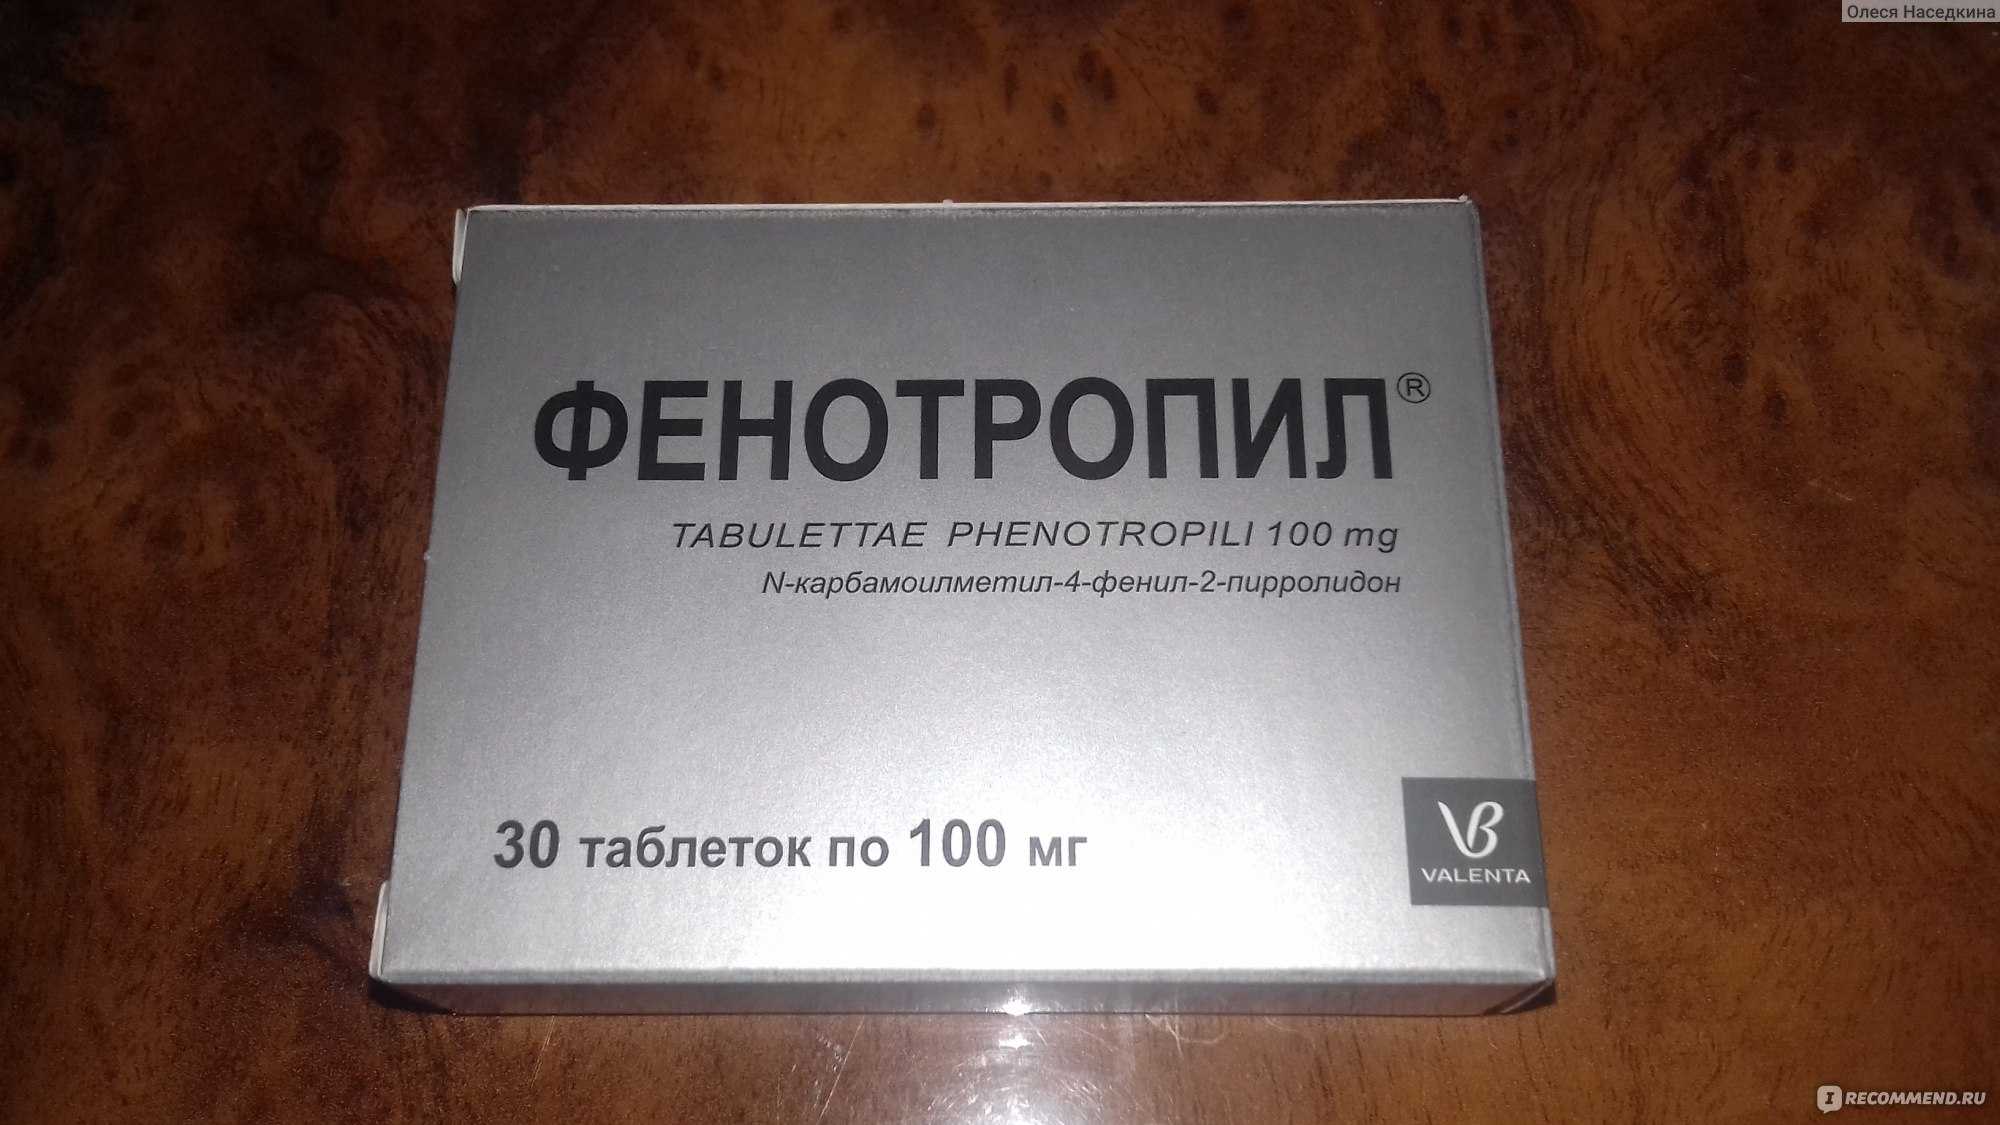 Олеся Наседкина
ФЕНОТРОПИЛ®
TABULETTAE PHENOTROPILI 100 mg
N-карбамоилметил-4-фенил-2-пирролидон
30 таблеток по 100 мг
VB
VALENTA
I RECOMMEND.RU